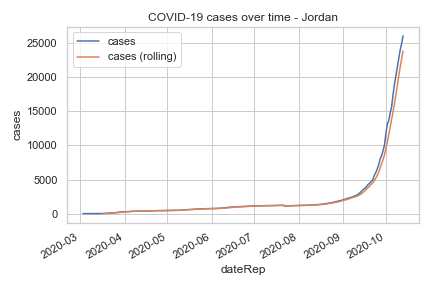 COVID-19 cases over time - Jordan
cases
cases (rolling)
25000
20000
15000
10000
5000
0
cases
2020-03
2020-04
2020-05
2020-06
2020-07
2020-08
2020-09
2020-10
dateRep